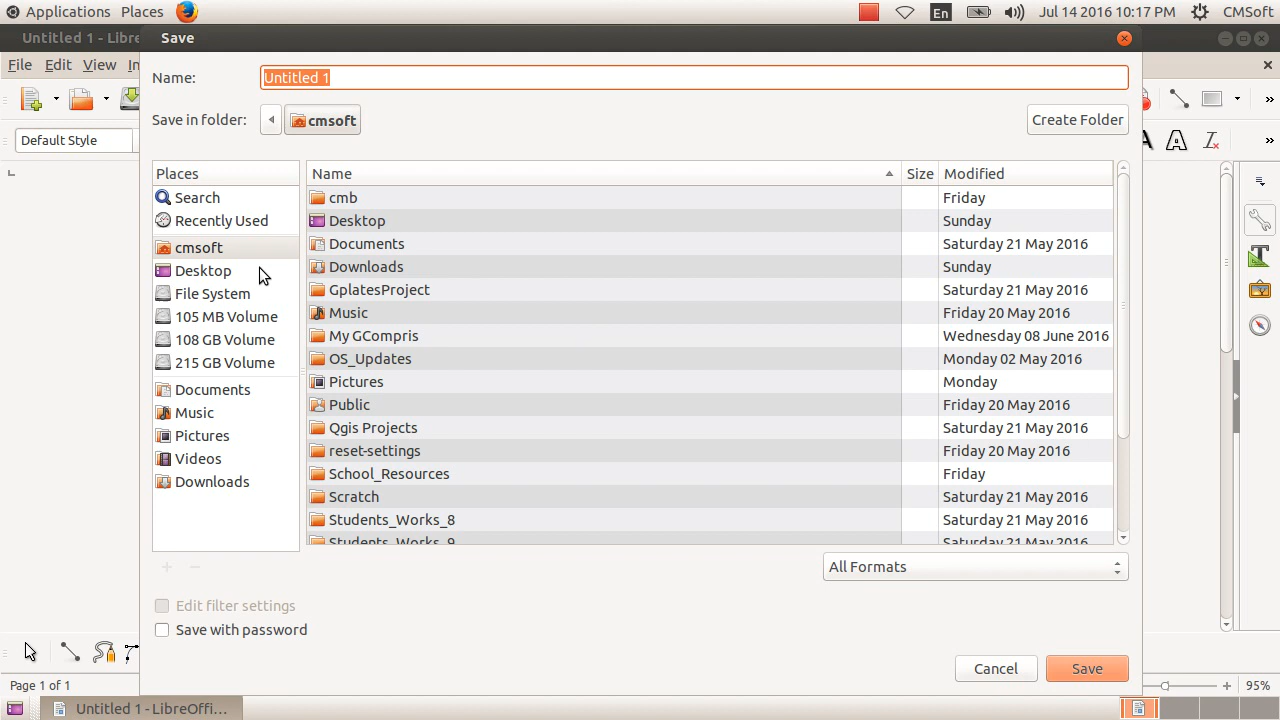 Applications Places En Jul 14 2016 10:17 PM CMSoft
Untitled 1 - LibreO Save
File Edit View
Name: Untitled 1
Save in folder: cmsoft Create Folder
Default Style
Places Name Size Modified
Search cmb Friday
Recently Used Desktop Sunday
cmsoft Documents Saturday 21 May 2016
Desktop Downloads Sunday
File System GplatesProject Saturday 21 May 2016
105 MB Volume Music Friday 20 May 2016
108 GB Volume My GCompris Wednesday 08 June 2016
215 GB Volume OS_Updates Monday 02 May 2016
Documents Pictures Monday
Music Public Friday 20 May 2016
Pictures Qgis Projects Saturday 21 May 2016
Videos reset-settings Friday 20 May 2016
Downloads School_Resources Friday
Scratch Saturday 21 May 2016
Students_Works_8 Saturday 21 May 2016
Students_Works_9 Saturday 21 May 2016
All Formats
Edit filter settings
Save with password
Cancel Save
Page 1 of 1 95%
Untitled 1 - LibreOffi...